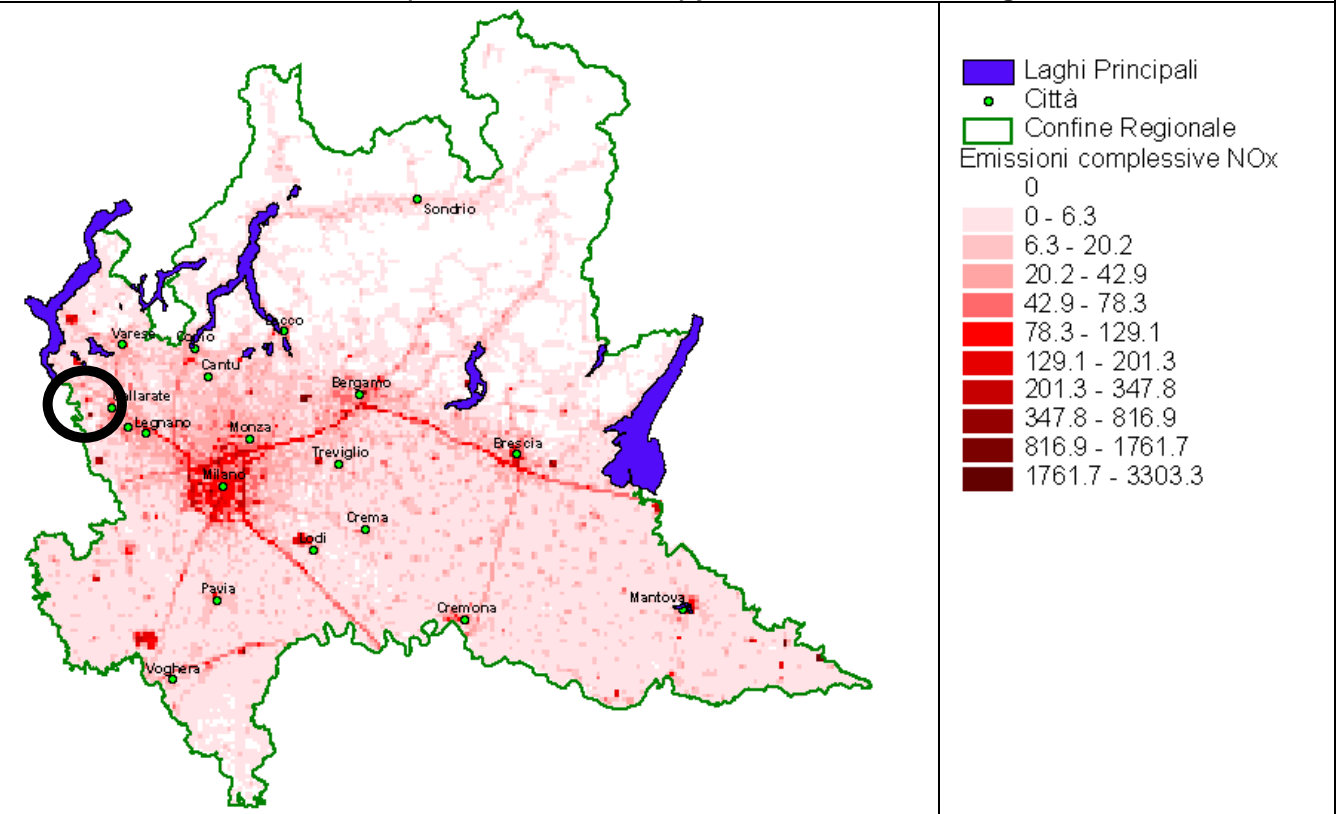 Laghi Principali
Città
Confine Regionale
Emissioni complessive NOx
0
0 - 6.3
6.3 - 20.2
20.2 - 42.9
42.9 - 78.3
78.3 - 129.1
129.1 - 201.3
201.3 - 347.8
347.8 - 816.9
816.9 - 1761.7
1761.7 - 3303.3
Sondrio
Lecco
Varese
Como
Cantu'
Bergamo
Gallarate
Legnano
Monza
Treviglio
Brescia
Milano
Crema
Lodi
Pavia
Cremona
Mantova
Voghera